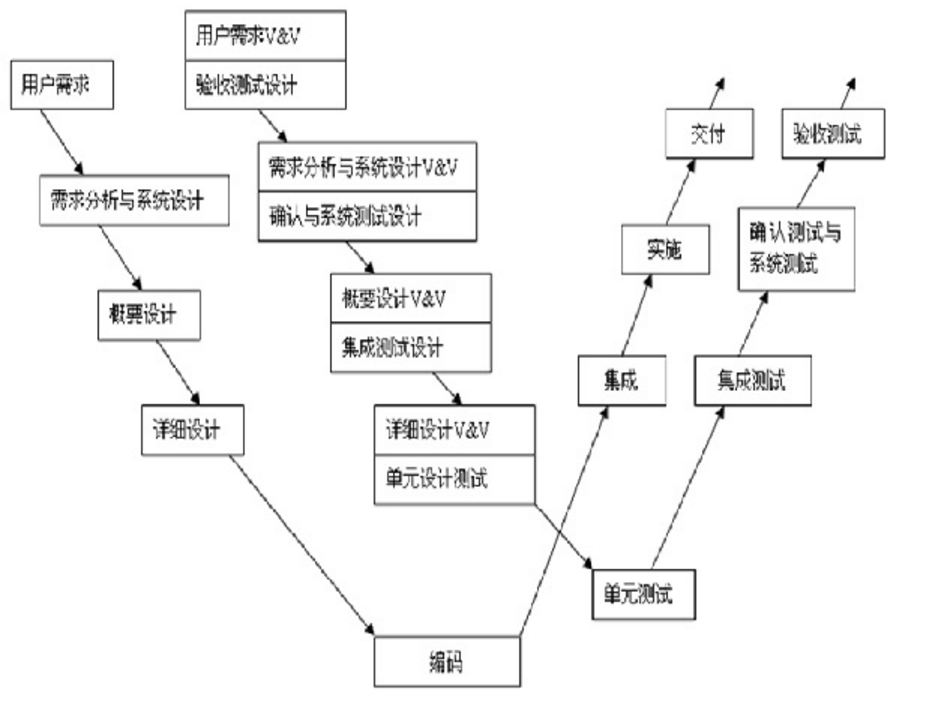 用户需求V&V
验收测试设计
用户需求
交付
验收测试
需求分析与系统设计V&V
确认与系统测试设计
需求分析与系统设计
实施
确认测试与
系统测试
概要设计V&V
集成测试设计
概要设计
集成
集成测试
详细设计V&V
单元设计测试
详细设计
单元测试
编码